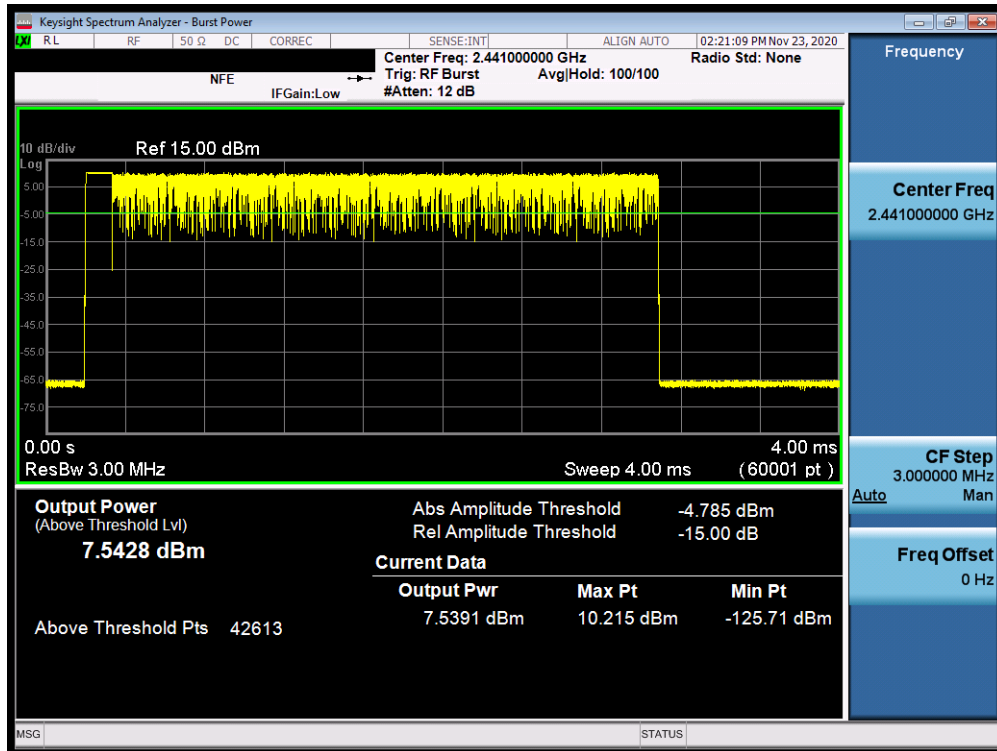 Keysight Spectrum Analyzer - Burst Power
LXI RL RF 50 Ω DC CORREC SENSE:INT ALIGN AUTO 02:21:09 PM Nov 23, 2020
Center Freq: 2.441000000 GHz Radio Std: None
NFE Trig: RF Burst Avg|Hold: 100/100
IFGain:Low #Atten: 12 dB
10 dB/div Ref 15.00 dBm
Log
5.00
-5.00
-15.0
-25.0
-35.0
-45.0
-55.0
-65.0
-75.0
0.00 s 4.00 ms
ResBw 3.00 MHz Sweep 4.00 ms (60001 pt)
Output Power
(Above Threshold Lvl)
7.5428 dBm
Above Threshold Pts 42613
Abs Amplitude Threshold -4.785 dBm
Rel Amplitude Threshold -15.00 dB
Current Data
Output Pwr Max Pt Min Pt
7.5391 dBm 10.215 dBm -125.71 dBm
Frequency
Center Freq
2.441000000 GHz
CF Step
3.000000 MHz
Auto Man
Freq Offset
0 Hz
MSG STATUS